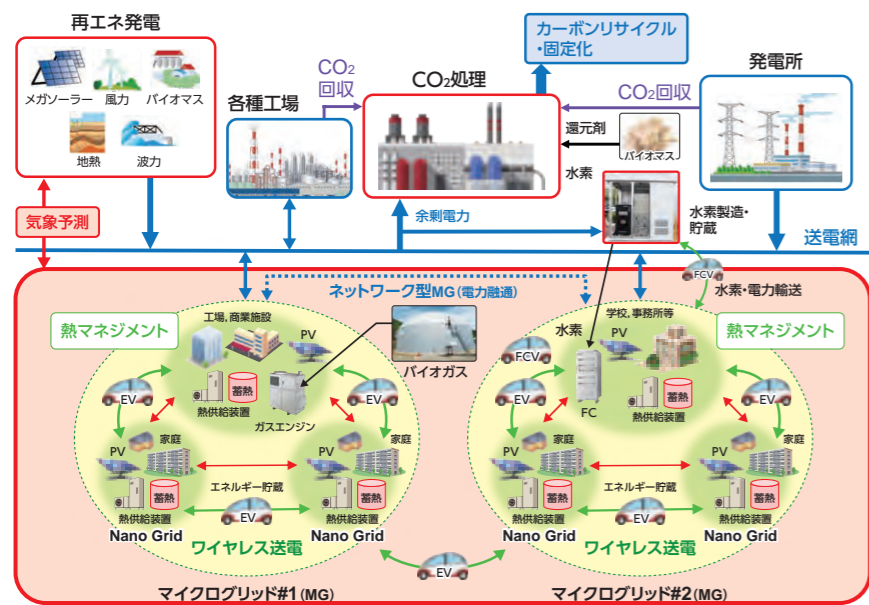 再エネ発電
メガソーラー
風力
バイオマス
地熱
波力
気象予測
各種工場
CO₂
回収
CO₂処理
カーボンリサイクル
・固定化
CO₂回収
発電所
還元剤
バイオマス
水素
余剰電力
水素製造・
貯蔵
送電網
FCV
水素・電力輸送
ネットワーク型MG(電力融通)
熱マネジメント
工場,商業施設
PV
バイオガス
EV
蓄熱
熱供給装置
ガスエンジン
EV
家庭
PV
蓄熱
熱供給装置
Nano Grid
エネルギー貯蔵
EV
家庭
PV
蓄熱
熱供給装置
Nano Grid
ワイヤレス送電
マイクログリッド#1(MG)
EV
水素
学校,事務所等
PV
熱マネジメント
FCV
EV
FC
蓄熱
熱供給装置
EV
家庭
PV
蓄熱
熱供給装置
Nano Grid
エネルギー貯蔵
EV
家庭
PV
蓄熱
熱供給装置
Nano Grid
ワイヤレス送電
マイクログリッド#2(MG)